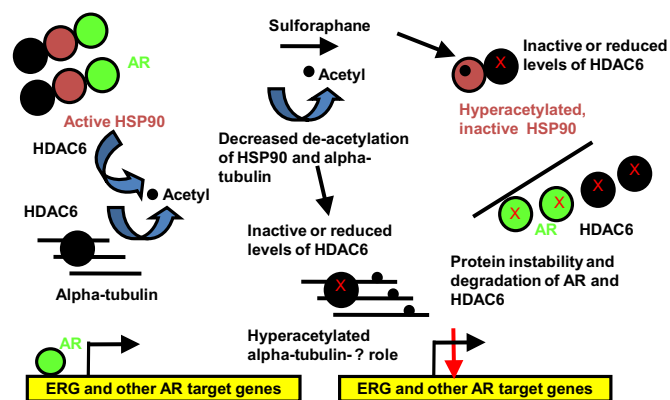 AR
Active HSP90
HDAC6
Acetyl
HDAC6
Alpha-tubulin
AR
ERG and other AR target genes
Sulforaphane
Acetyl
Decreased de-acetylation
of HSP90 and alpha-
tubulin
Inactive or reduced
levels of HDAC6
X
Hyperacetylated
alpha-tubulin- ? role
X
Inactive or reduced
levels of HDAC6
Hyperacetylated,
inactive HSP90
X
X
X
X
AR
HDAC6
Protein instability and
degradation of AR and
HDAC6
ERG and other AR target genes